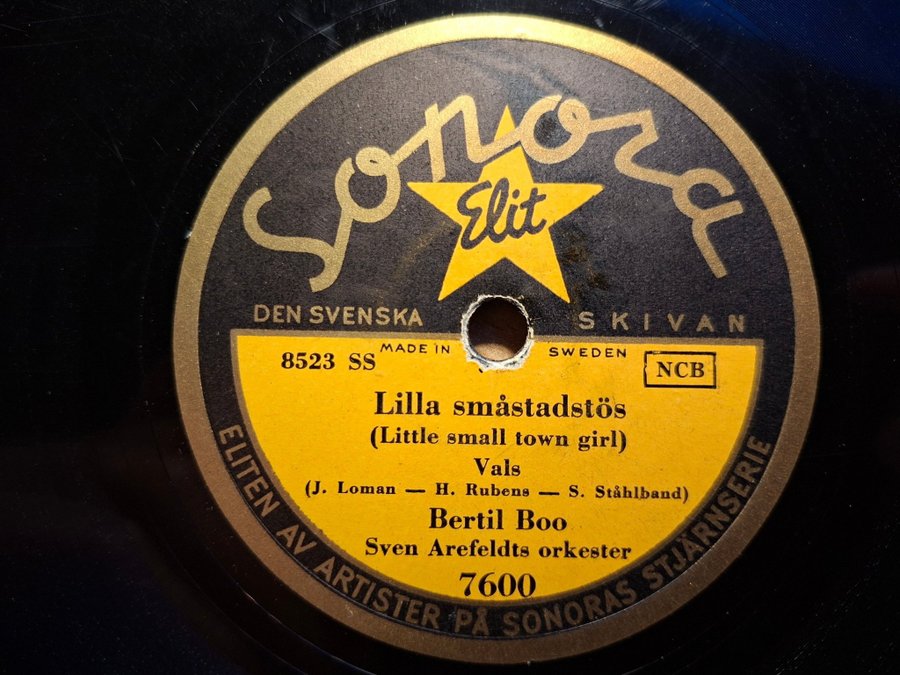 Sonora
Elit
DEN SVENSKA SKIVAN
MADE IN SWEDEN
8523 SS
NCB
Lilla småstadstös
(Little small town girl)
Vals
(J. Loman — H. Rubens — S. Ståhlband)
Bertil Boo
Sven Arefeldts orkester
7600
ELITEN AV ARTISTER PÅ SONORAS STJÄRNSERIE